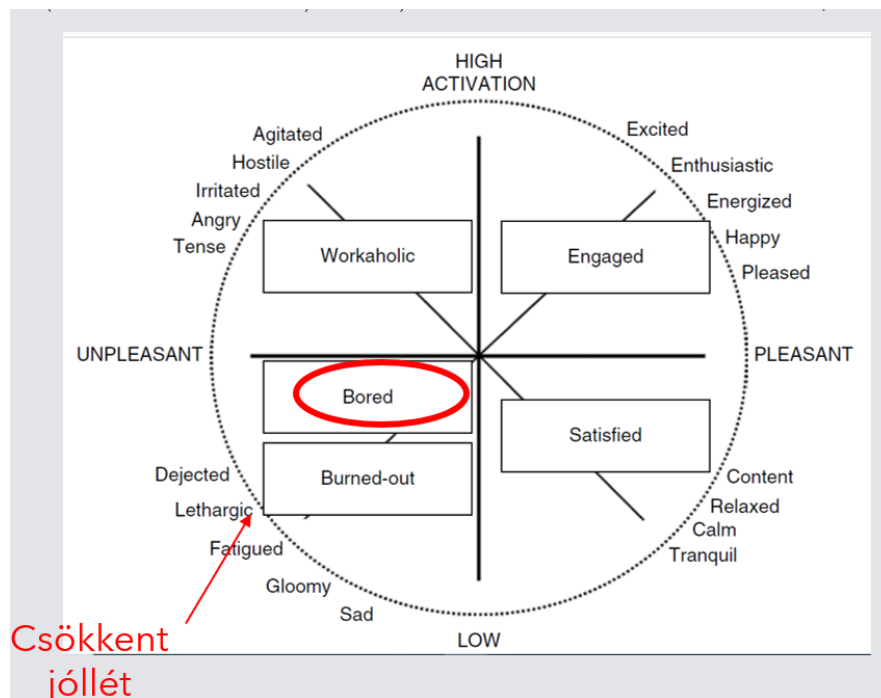 HIGH
ACTIVATION
Agitated
Excited
Hostile
Enthusiastic
Irritated
Energized
Angry
Happy
Tense
Pleased
Workaholic
Engaged
UNPLEASANT
PLEASANT
Bored
Satisfied
Burned-out
Dejected
Content
Lethargic
Relaxed
Calm
Fatigued
Tranquil
Gloomy
Sad
LOW
Csökkent
jóllét